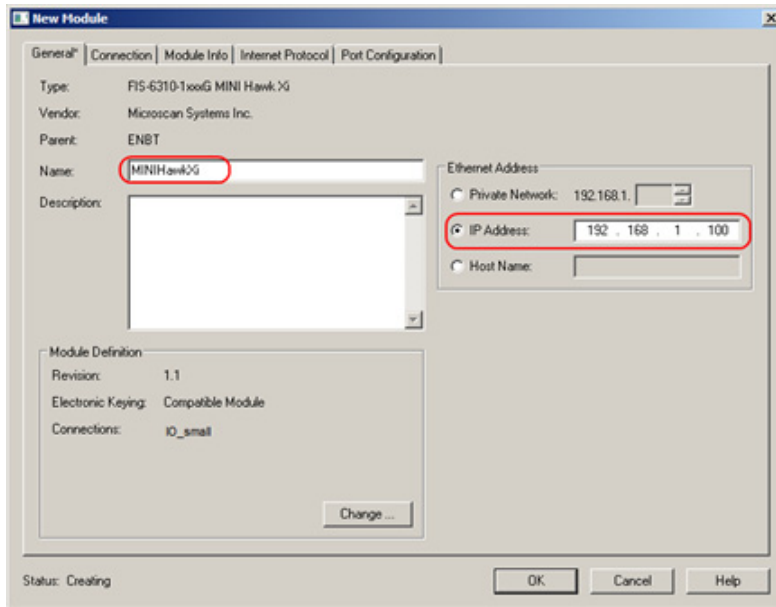 New Module
General* Connection Module Info Internet Protocol Port Configuration
Type: FIS-6310-1xxxG MINI Hawk Xi
Vendor: Microscan Systems Inc.
Parent: ENBT
Name: MINIHawkXi
Description:
Ethernet Address
Private Network: 192.168.1.
IP Address: 192 . 168 . 1 . 100
Host Name:
Module Definition
Revision: 1.1
Electronic Keying: Compatible Module
Connections: IO_small
Change ...
Status: Creating
OK Cancel Help